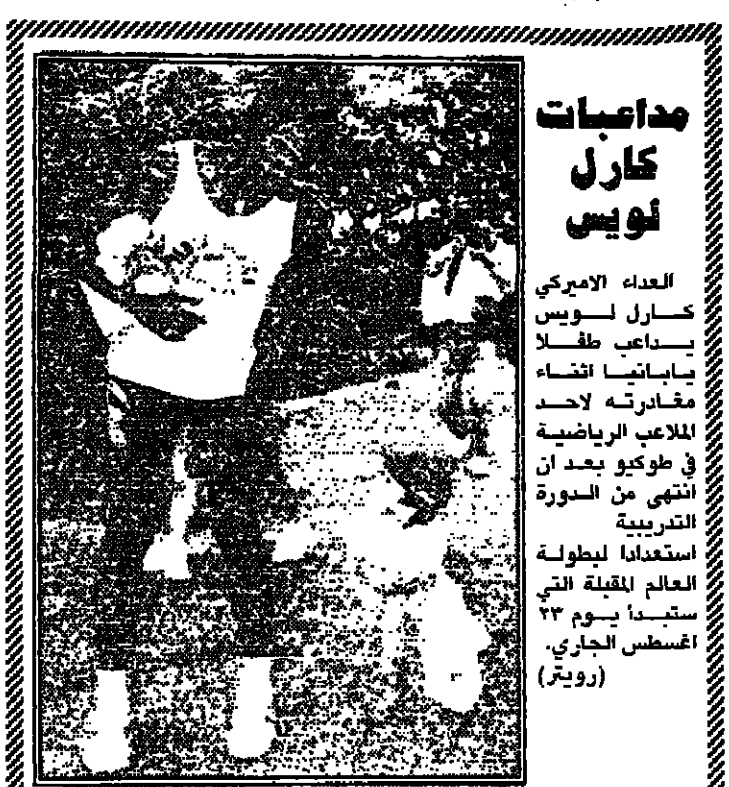 مداعبات
كارل
لويس
العداء الاميركي
كارل لويس
يداعب طفلا
يابانيا اثناء
مغادرته لاحد
الملاعب الرياضية
في طوكيو بعد ان
انتهى من الدورة
التدريبية
استعدادا لبطولة
العالم المقبلة التي
ستبدأ يوم ٢٣
اغسطس الجاري.
(رويتر)